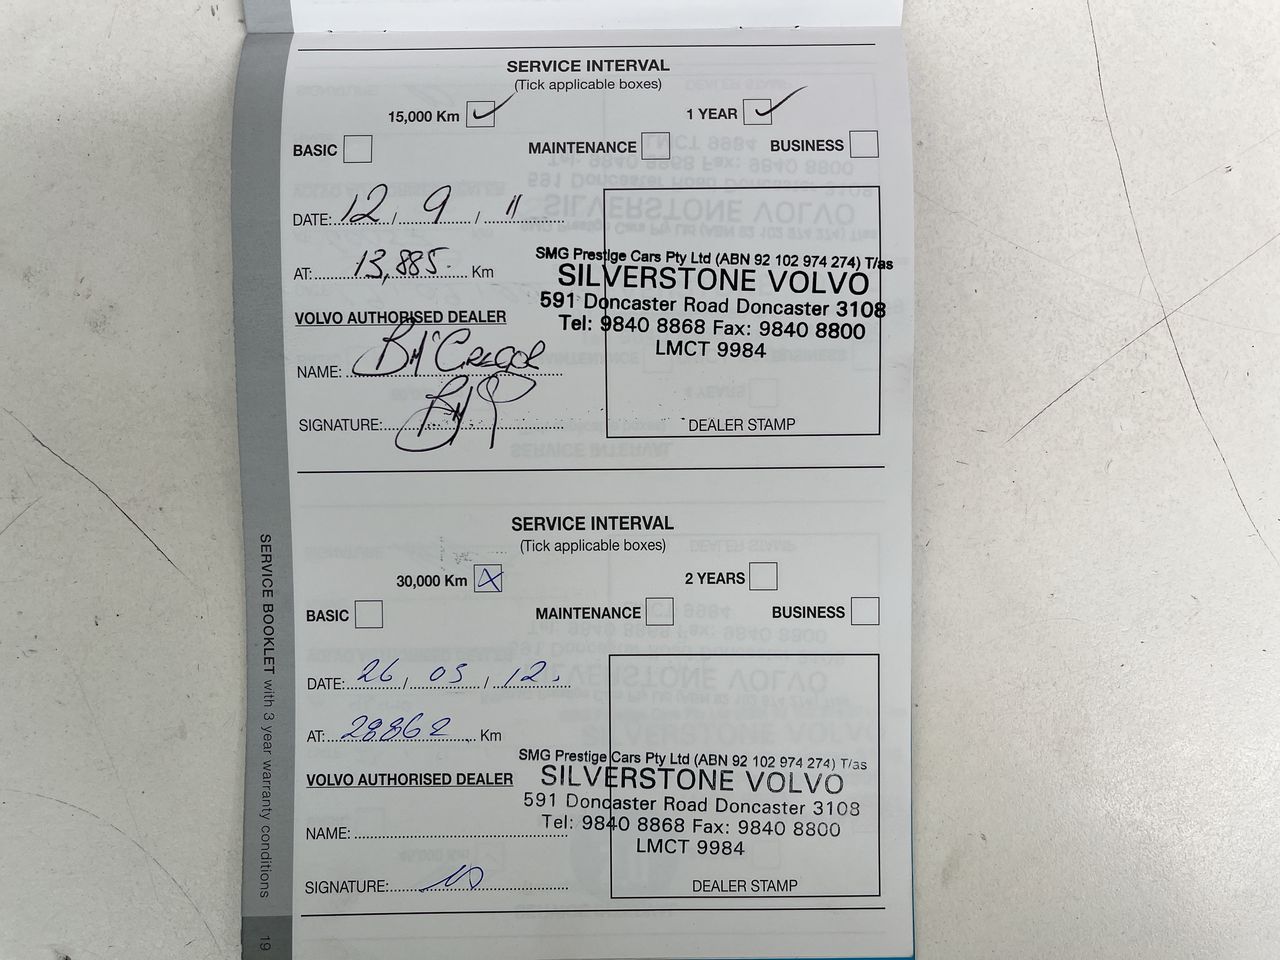 SERVICE INTERVAL
(Tick applicable boxes)
15,000 Km 1 YEAR
BASIC MAINTENANCE BUSINESS
DATE: 12 / 9 / 11
AT: 13,885 Km
VOLVO AUTHORISED DEALER
NAME: B McGregor
SIGNATURE:
SMG Prestige Cars Pty Ltd (ABN 92 102 974 274) T/as
SILVERSTONE VOLVO
591 Doncaster Road Doncaster 3108
Tel: 9840 8868 Fax: 9840 8800
LMCT 9984
DEALER STAMP
SERVICE INTERVAL
(Tick applicable boxes)
30,000 Km 2 YEARS
BASIC MAINTENANCE BUSINESS
DATE: 26 / 03 / 12.
AT: 28862 Km
VOLVO AUTHORISED DEALER
NAME:
SIGNATURE:
SMG Prestige Cars Pty Ltd (ABN 92 102 974 274) T/as
SILVERSTONE VOLVO
591 Doncaster Road Doncaster 3108
Tel: 9840 8868 Fax: 9840 8800
LMCT 9984
DEALER STAMP
SERVICE BOOKLET with 3 year warranty conditions
19